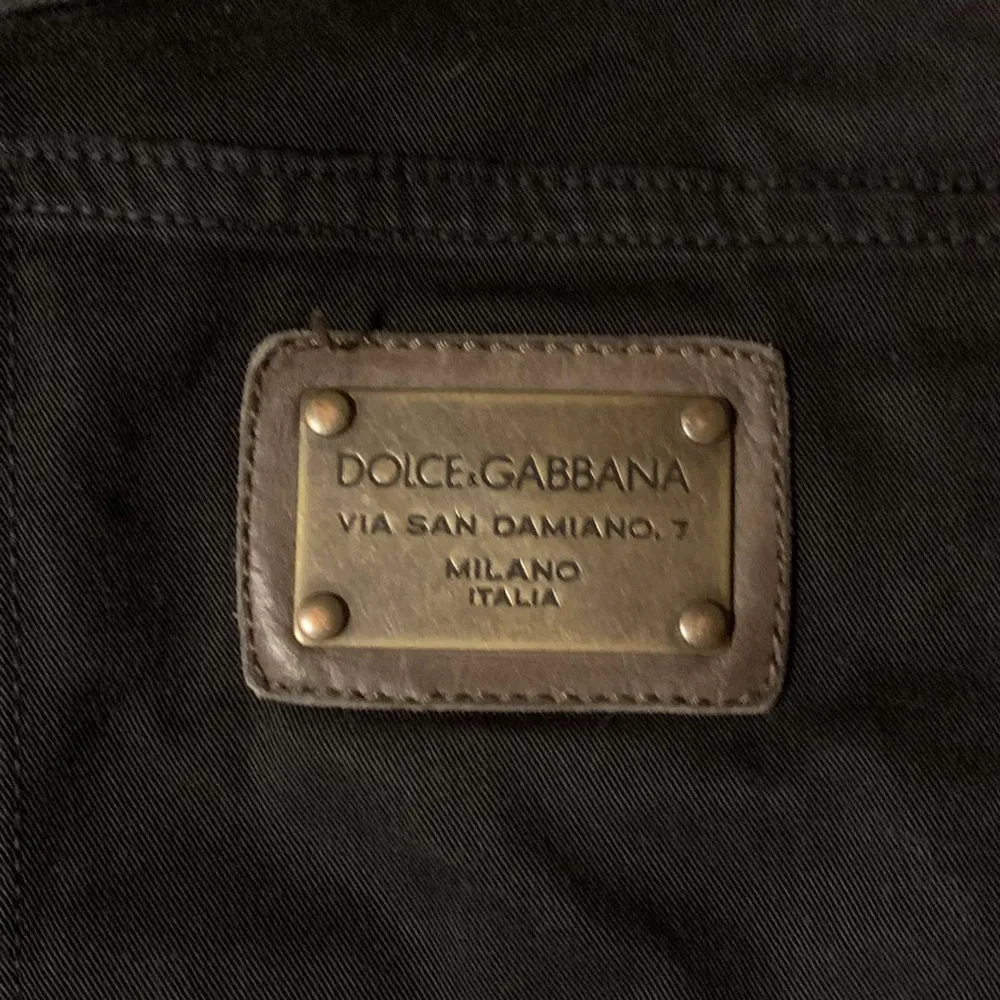 DOLCE&GABBANA
VIA SAN DAMIANO, 7
MILANO
ITALIA